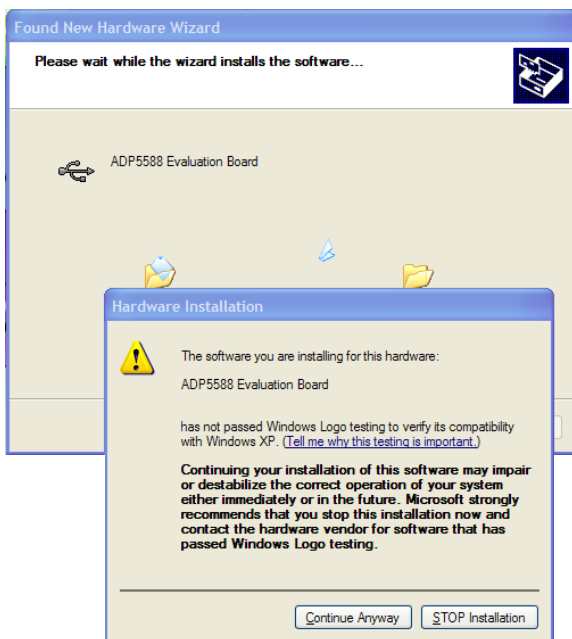 Found New Hardware Wizard
Please wait while the wizard installs the software...
ADP5588 Evaluation Board
Hardware Installation
The software you are installing for this hardware:
ADP5588 Evaluation Board
has not passed Windows Logo testing to verify its compatibility
with Windows XP. (Tell me why this testing is important.)
Continuing your installation of this software may impair
or destabilize the correct operation of your system
either immediately or in the future. Microsoft strongly
recommends that you stop this installation now and
contact the hardware vendor for software that has
passed Windows Logo testing.
Continue Anyway
STOP Installation